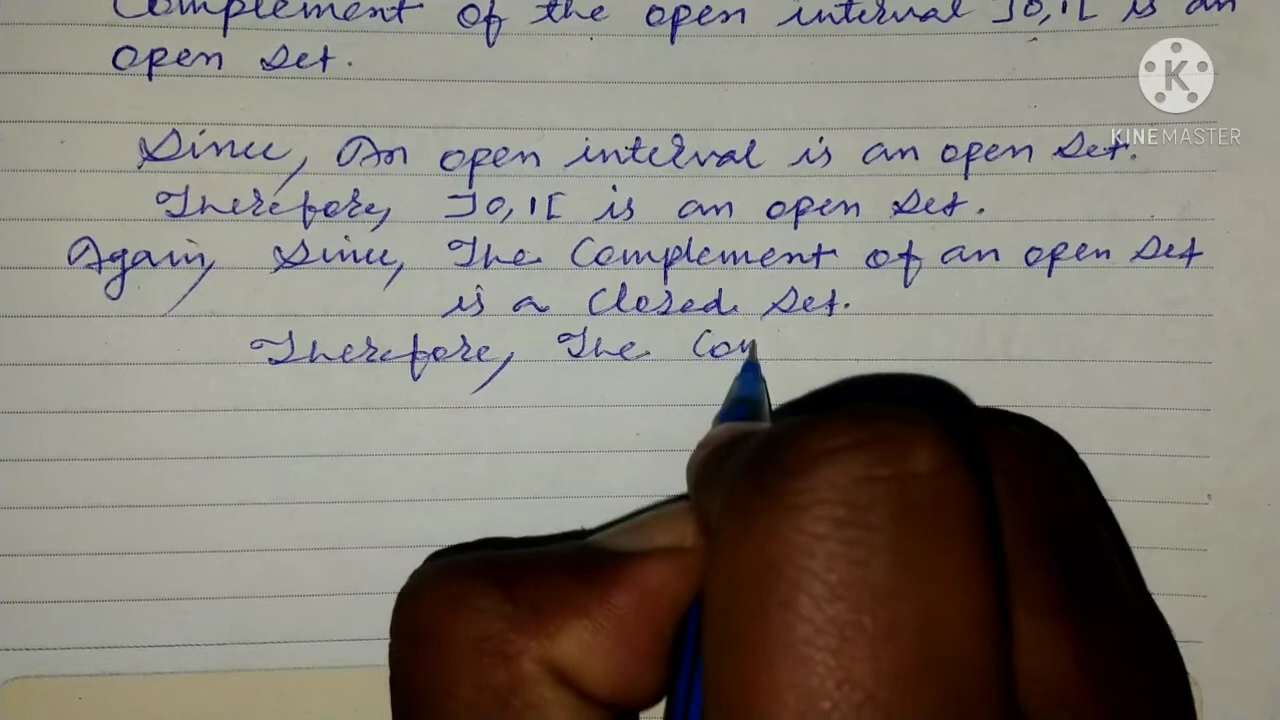 Complement of the open interval ]0,1[ is an
open set.
KINEMASTER
Since, An open interval is an open set.
Therefore, ]0,1[ is an open set.
Again, Since, The Complement of an open set
is a Closed set.
Therefore, The Com